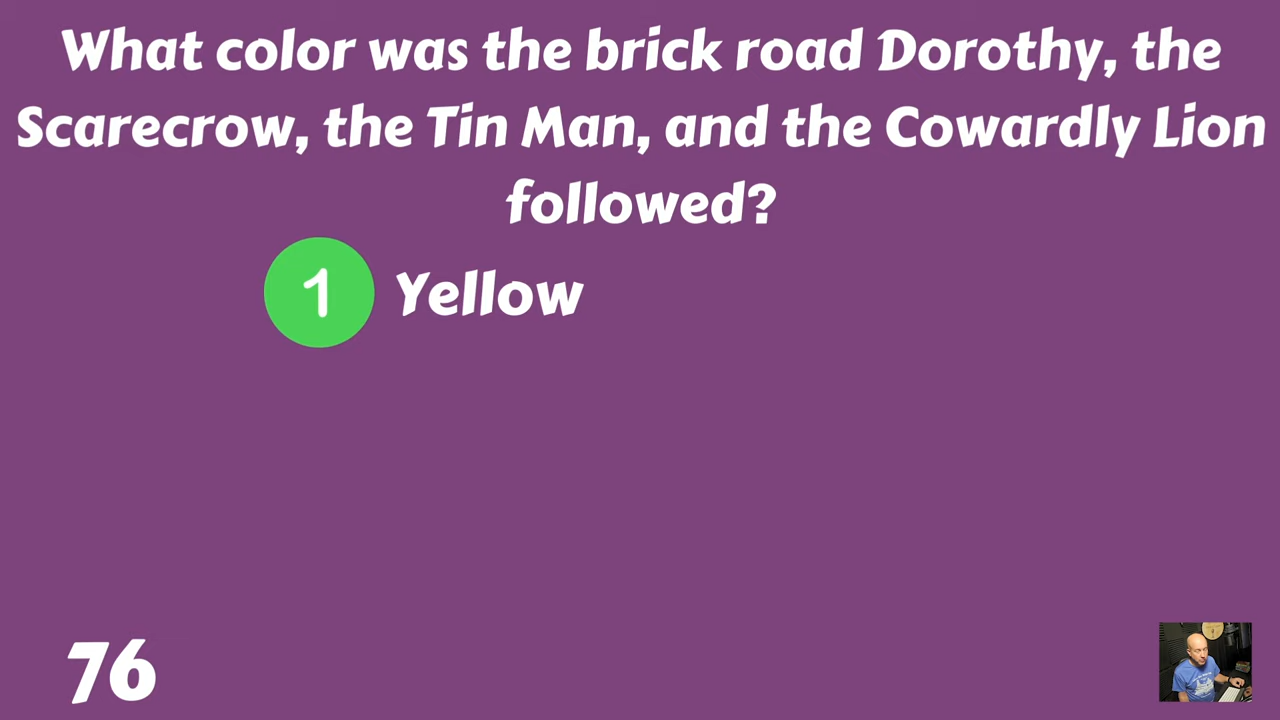 What color was the brick road Dorothy, the
Scarecrow, the Tin Man, and the Cowardly Lion
followed?
1 Yellow
76